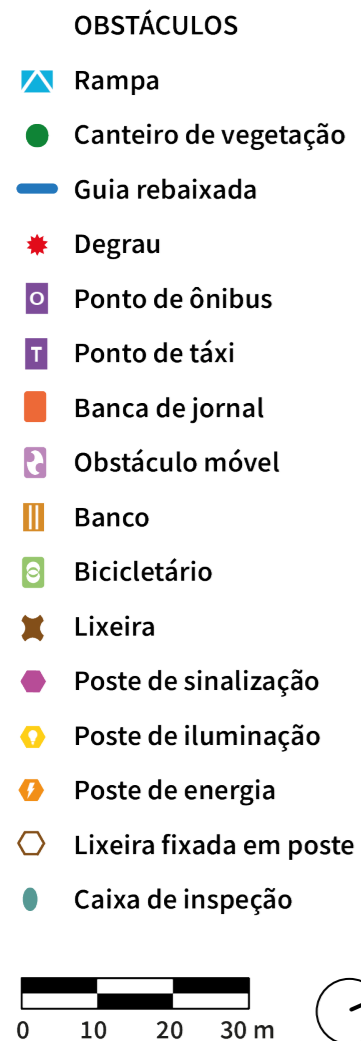 OBSTÁCULOS
Rampa
Canteiro de vegetação
Guia rebaixada
Degrau
O Ponto de ônibus
T Ponto de táxi
Banca de jornal
Obstáculo móvel
Banco
Bicicletário
Lixeira
Poste de sinalização
Poste de iluminação
Poste de energia
Lixeira fixada em poste
Caixa de inspeção
0 10 20 30 m